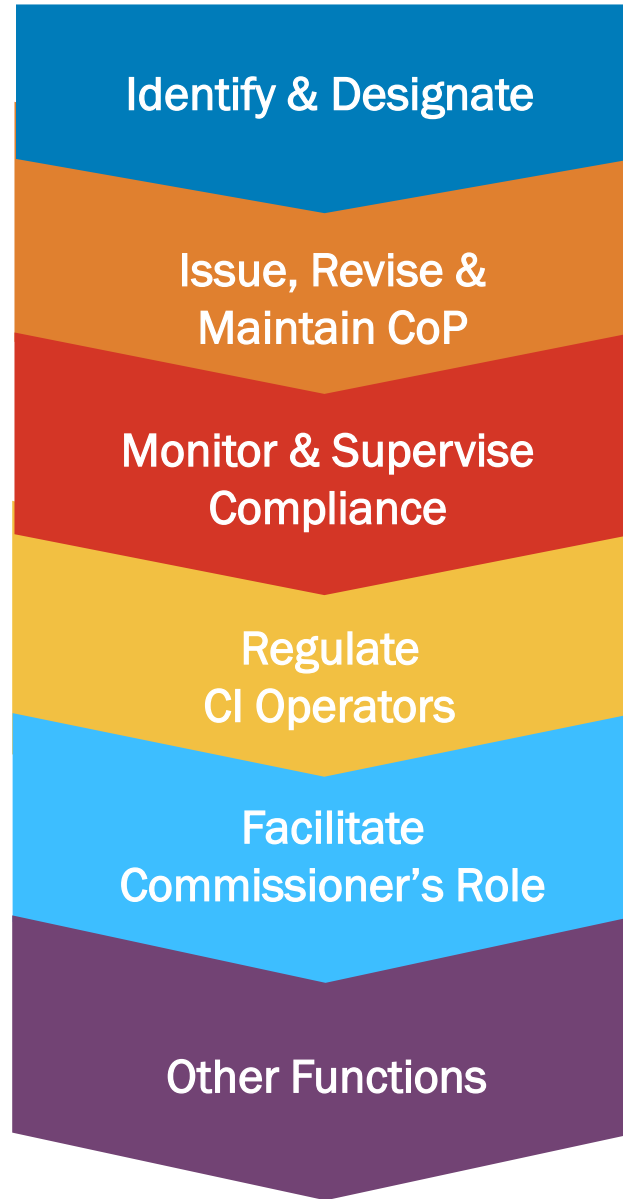 Identify & Designate
Issue, Revise &
Maintain CoP
Monitor & Supervise
Compliance
Regulate
CI Operators
Facilitate
Commissioner’s Role
Other Functions